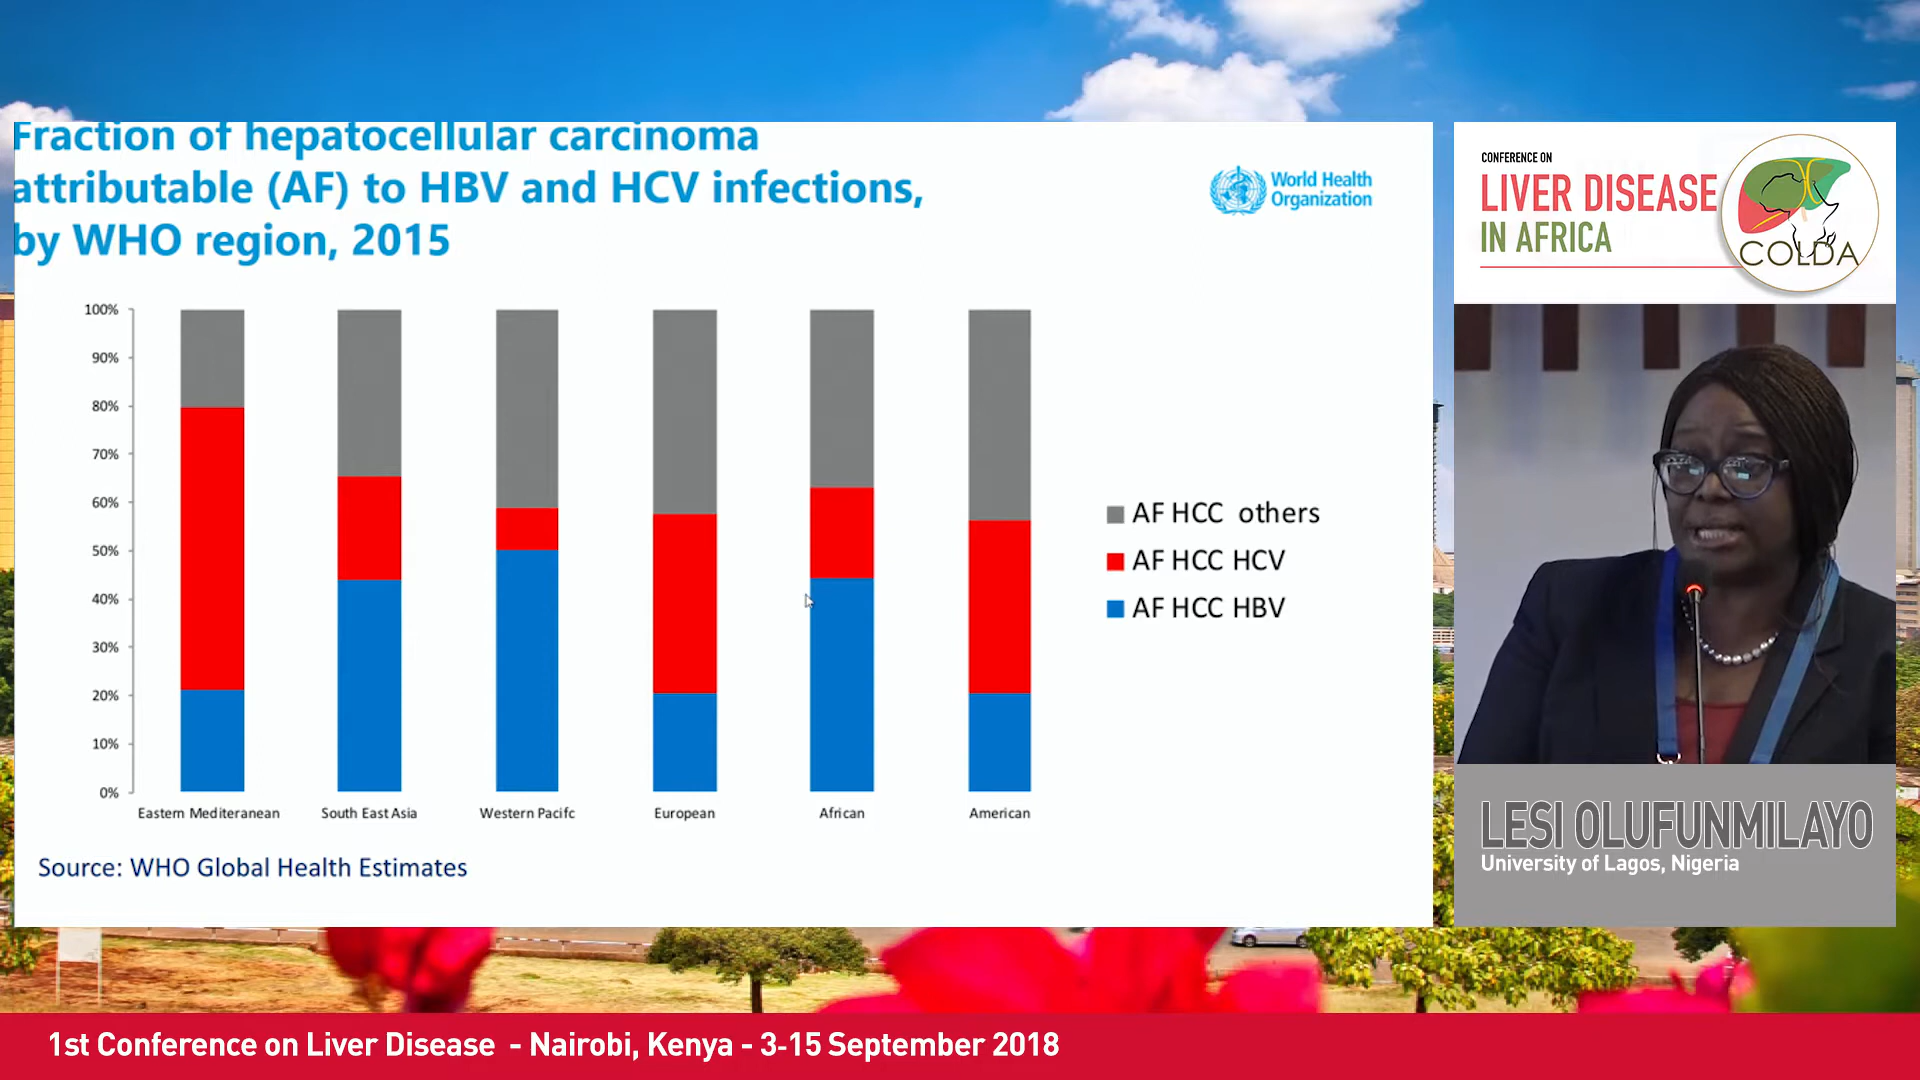 Fraction of hepatocellular carcinoma
attributable (AF) to HBV and HCV infections,
by WHO region, 2015
World Health
Organization
100%
90%
80%
70%
60%
50%
40%
30%
20%
10%
0%
Eastern Mediteranean
South East Asia
Western Pacifc
European
African
American
AF HCC others
AF HCC HCV
AF HCC HBV
Source: WHO Global Health Estimates
CONFERENCE ON
LIVER DISEASE
IN AFRICA
COLDA
LESI OLUFUNMILAYO
University of Lagos, Nigeria
1st Conference on Liver Disease - Nairobi, Kenya - 3-15 September 2018